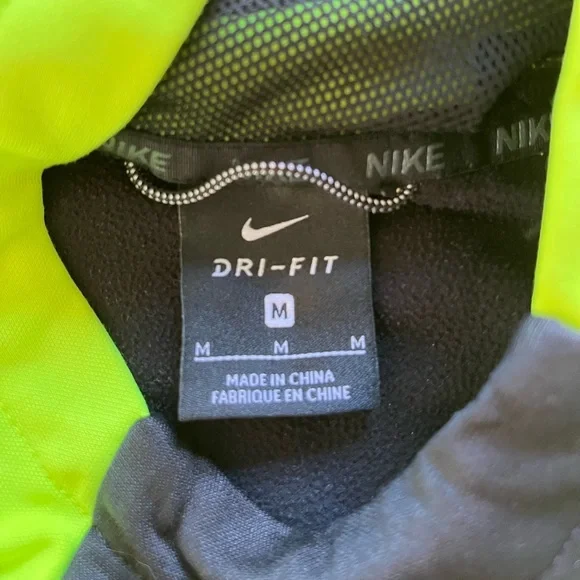 NIKE
NIKE
NIKE
DRI-FIT
M
M M M
MADE IN CHINA
FABRIQUE EN CHINE